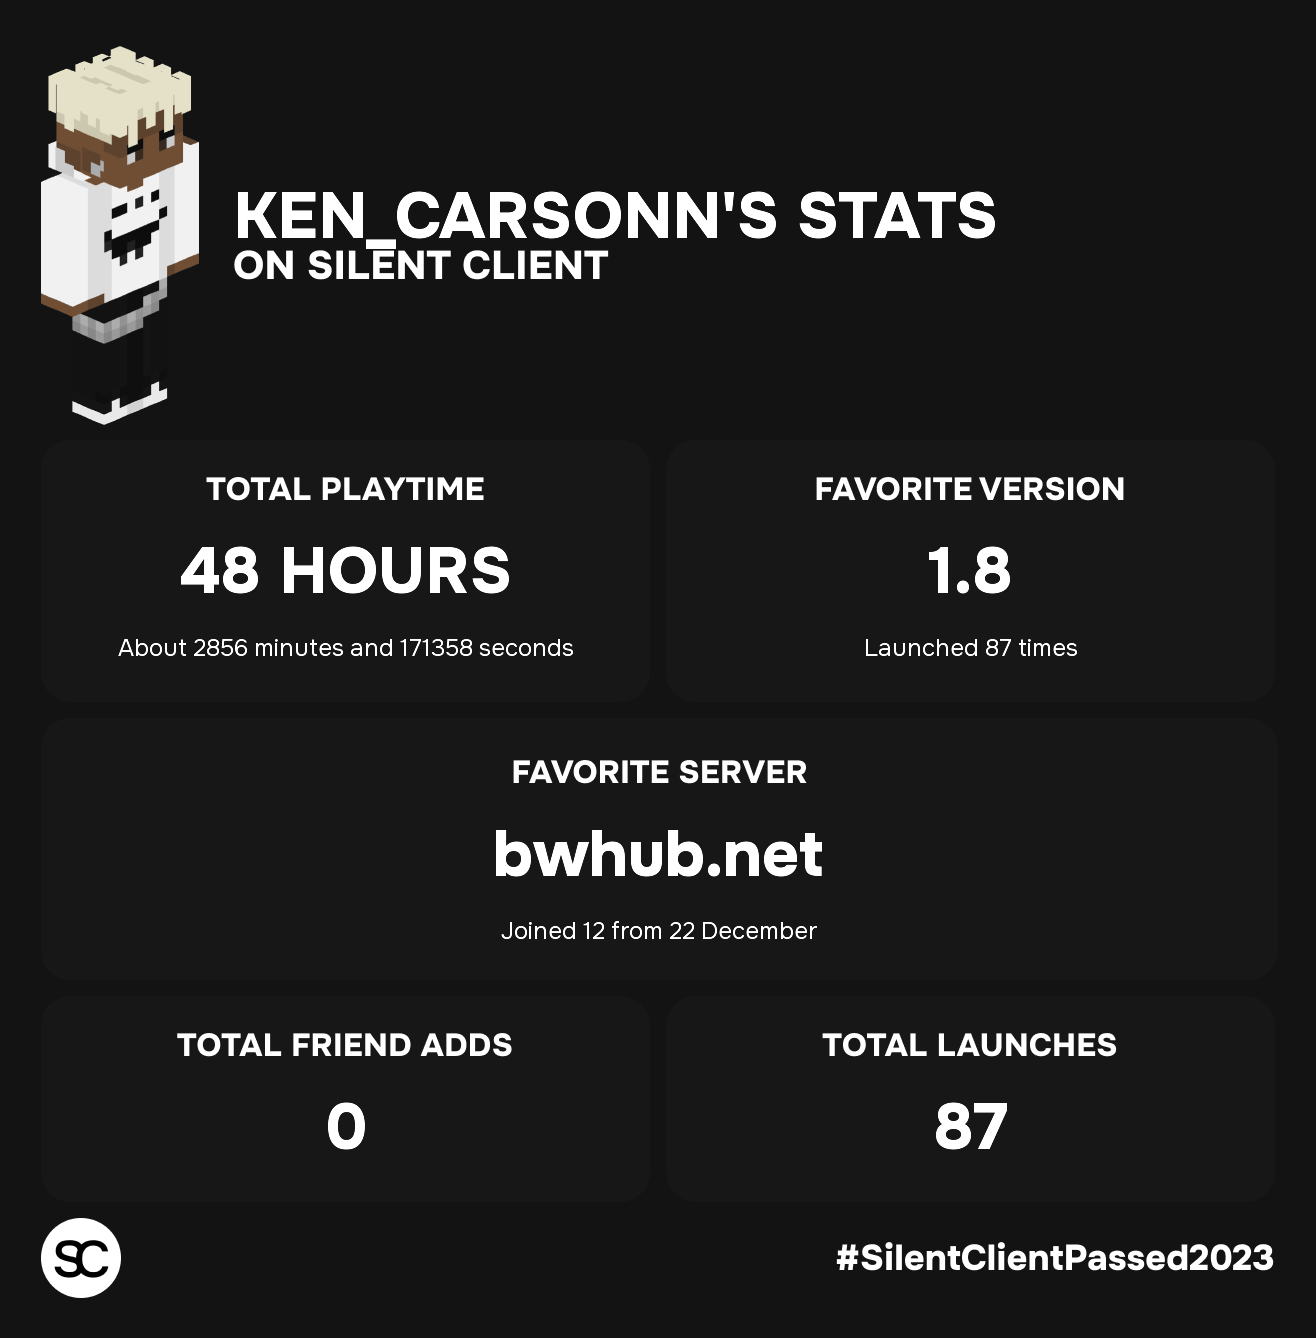 KEN_CARSONN'S STATS
ON SILENT CLIENT
TOTAL PLAYTIME
48 HOURS
About 2856 minutes and 171358 seconds
FAVORITE VERSION
1.8
Launched 87 times
FAVORITE SERVER
bwhub.net
Joined 12 from 22 December
TOTAL FRIEND ADDS
0
TOTAL LAUNCHES
87
SC
#SilentClientPassed2023